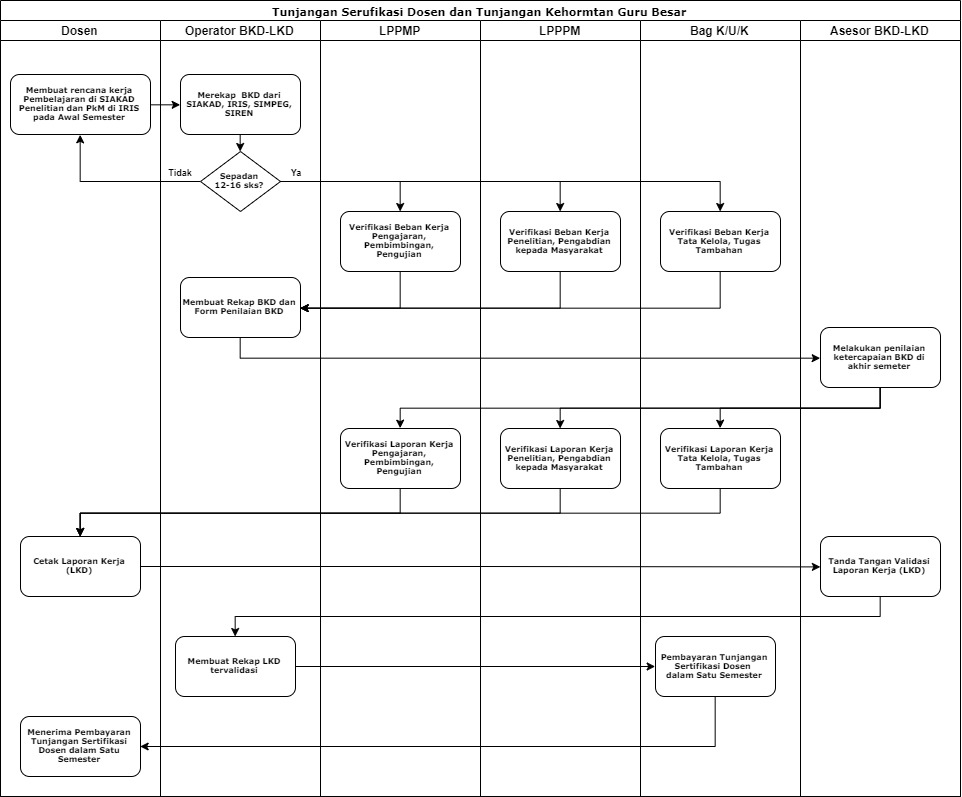 Tunjangan Serufikasi Dosen dan Tunjangan Kehormtan Guru Besar
Dosen
Operator BKD-LKD
LPPMP
LPPPM
Bag K/U/K
Asesor BKD-LKD
Membuat rencana kerja
Pembelajaran di SIAKAD
Penelitian dan PkM di IRIS
pada Awal Semester
Merekap BKD dari
SIAKAD, IRIS, SIMPEG,
SIREN
Tidak
Sepadan
12-16 sks?
Ya
Verifikasi Beban Kerja
Pengajaran,
Pembimbingan,
Pengujian
Verifikasi Beban Kerja
Penelitian, Pengabdian
kepada Masyarakat
Verifikasi Beban Kerja
Tata Kelola, Tugas
Tambahan
Membuat Rekap BKD dan
Form Penilaian BKD
Melakukan penilaian
ketercapaian BKD di
akhir semeter
Verifikasi Laporan Kerja
Pengajaran,
Pembimbingan,
Pengujian
Verifikasi Laporan Kerja
Penelitian, Pengabdian
kepada Masyarakat
Verifikasi Laporan Kerja
Tata Kelola, Tugas
Tambahan
Cetak Laporan Kerja
(LKD)
Tanda Tangan Validasi
Laporan Kerja (LKD)
Membuat Rekap LKD
tervalidasi
Pembayaran Tunjangan
Sertifikasi Dosen
dalam Satu Semester
Menerima Pembayaran
Tunjangan Sertifikasi
Dosen dalam Satu
Semester